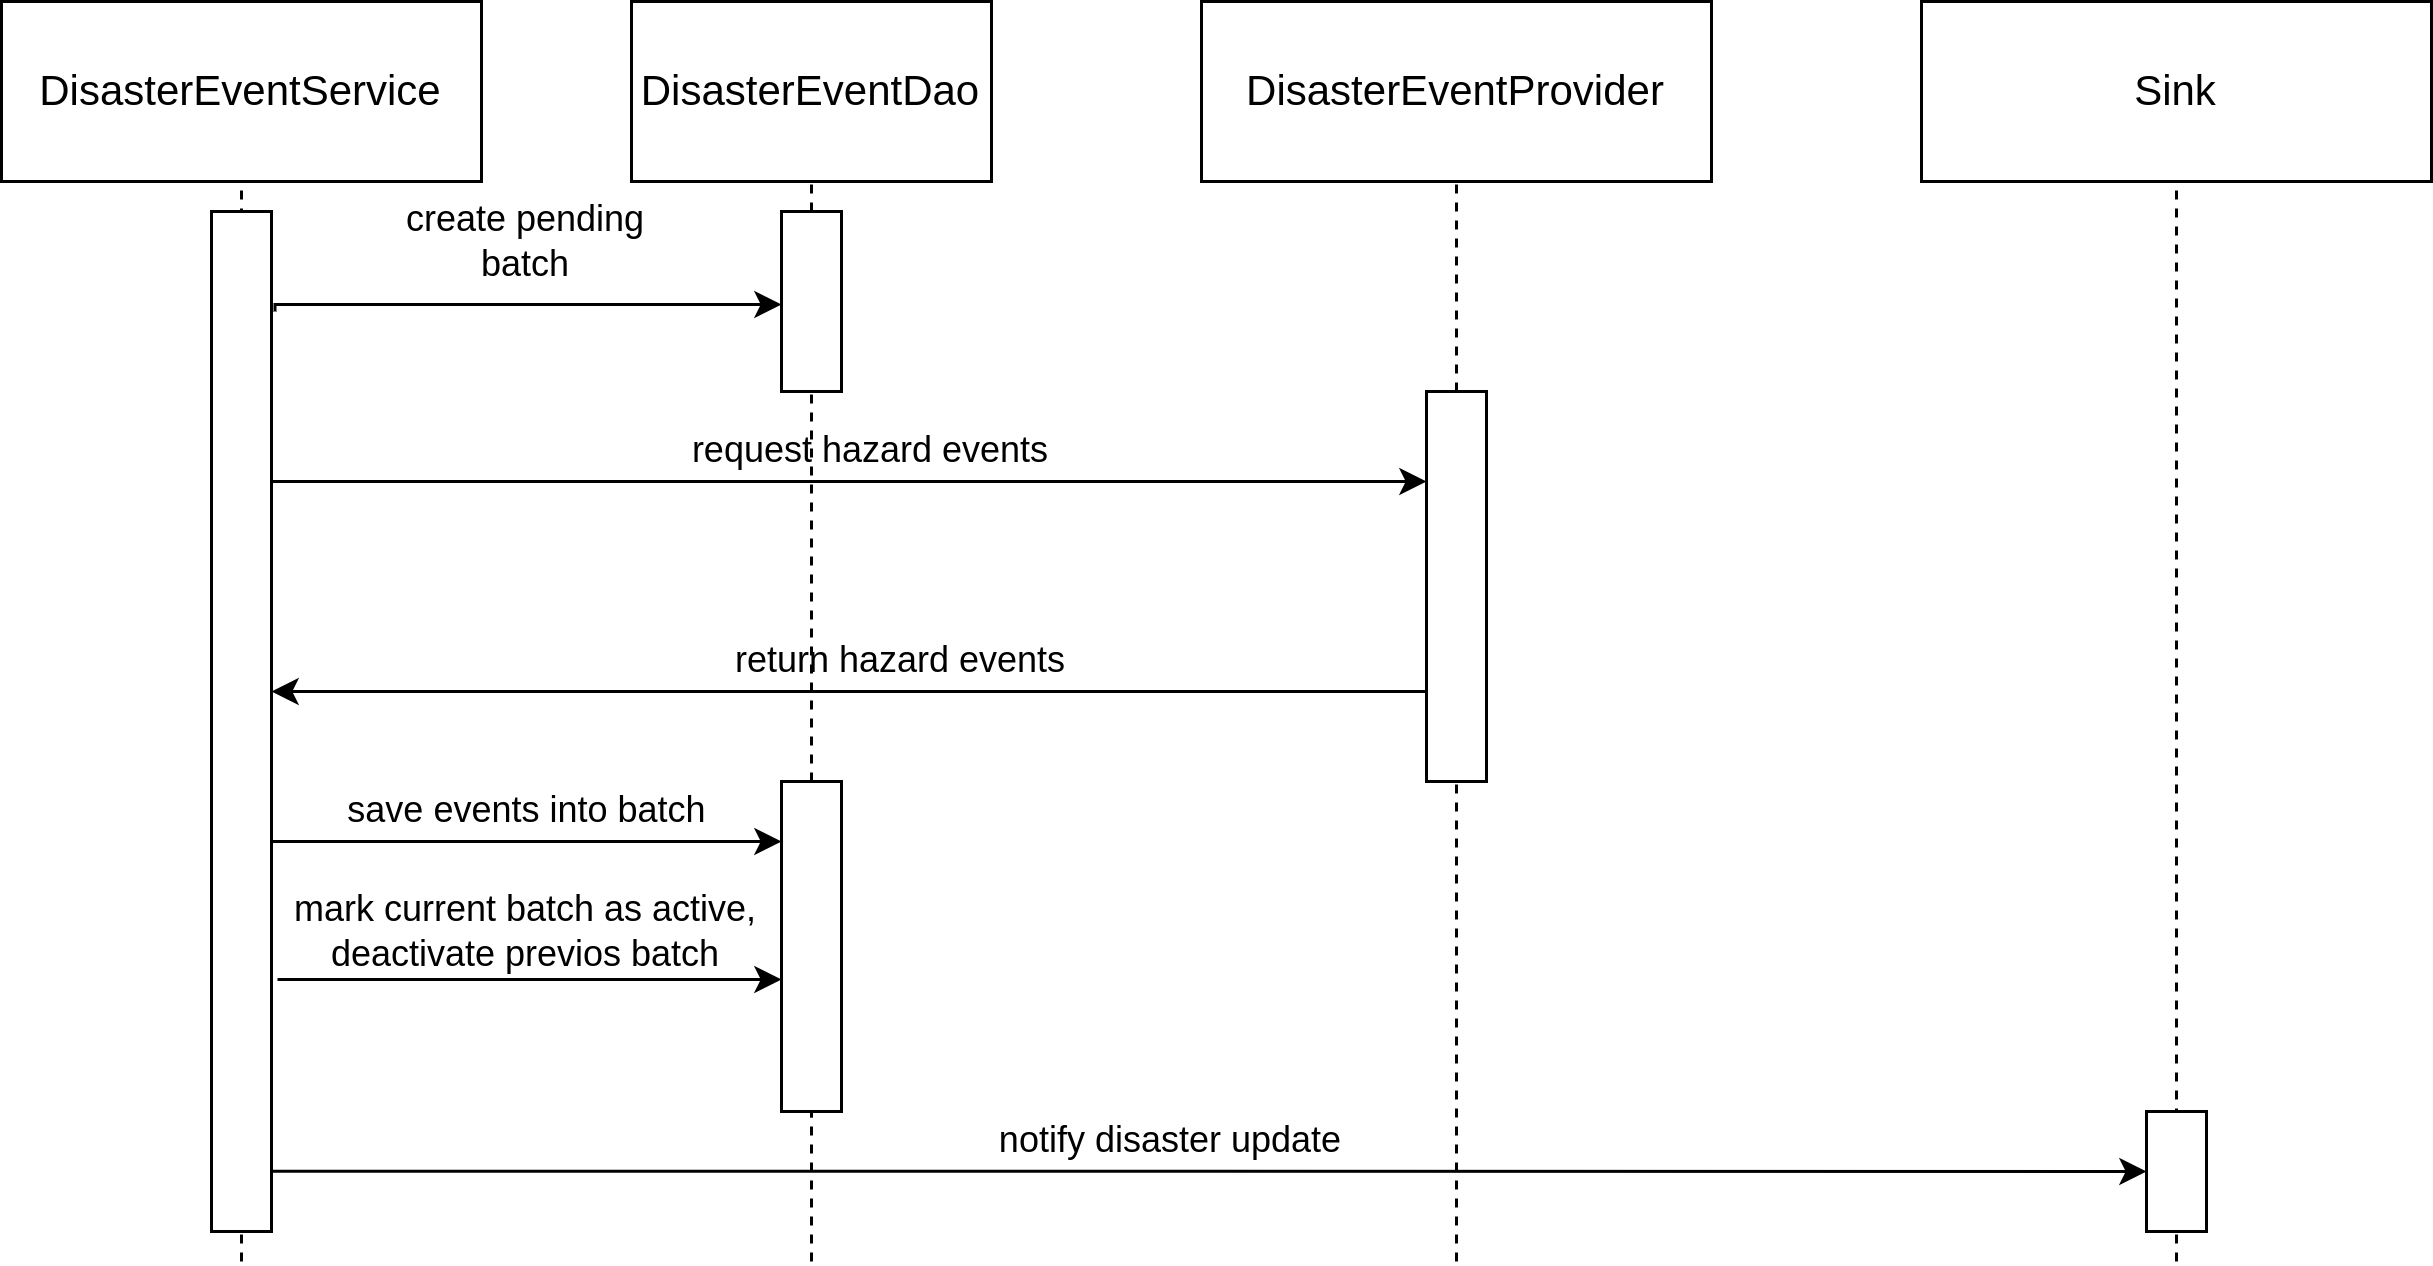 DisasterEventService
DisasterEventDao
DisasterEventProvider
Sink
create pending
batch
request hazard events
return hazard events
save events into batch
mark current batch as active,
deactivate previos batch
notify disaster update